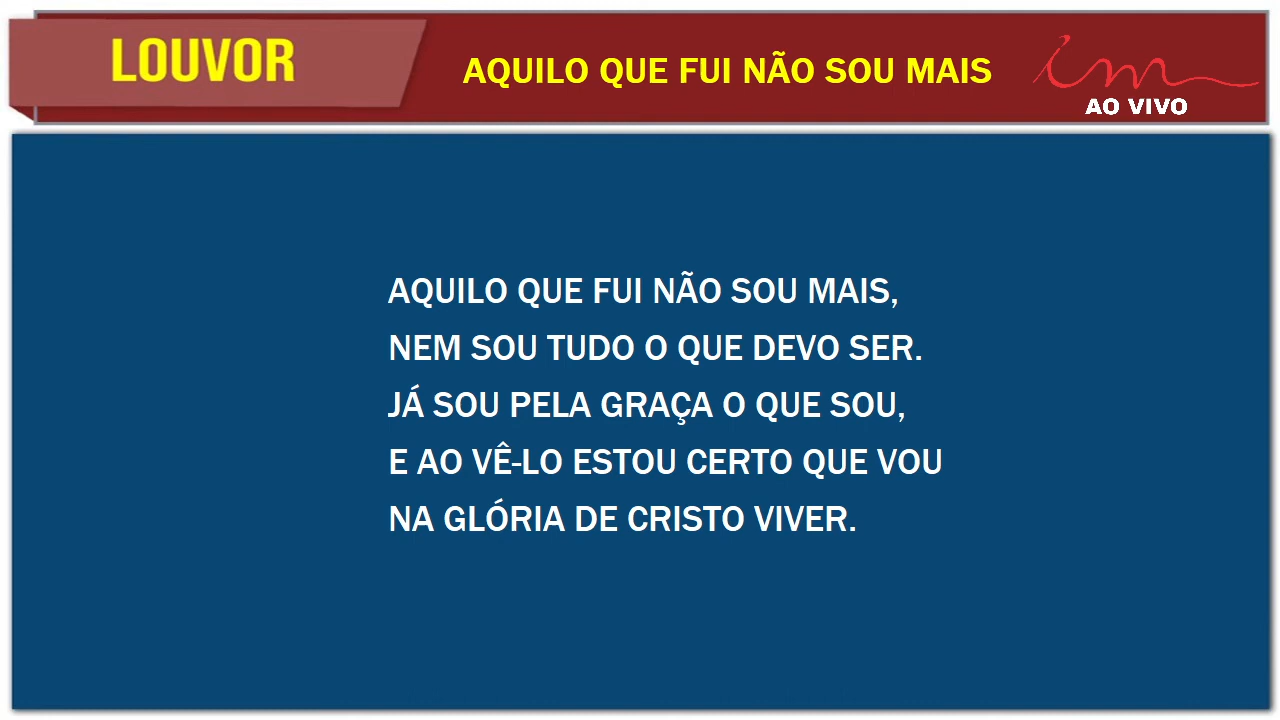 LOUVOR
AQUILO QUE FUI NÃO SOU MAIS
im
AO VIVO
AQUILO QUE FUI NÃO SOU MAIS,
NEM SOU TUDO O QUE DEVO SER.
JÁ SOU PELA GRAÇA O QUE SOU,
E AO VÊ-LO ESTOU CERTO QUE VOU
NA GLÓRIA DE CRISTO VIVER.